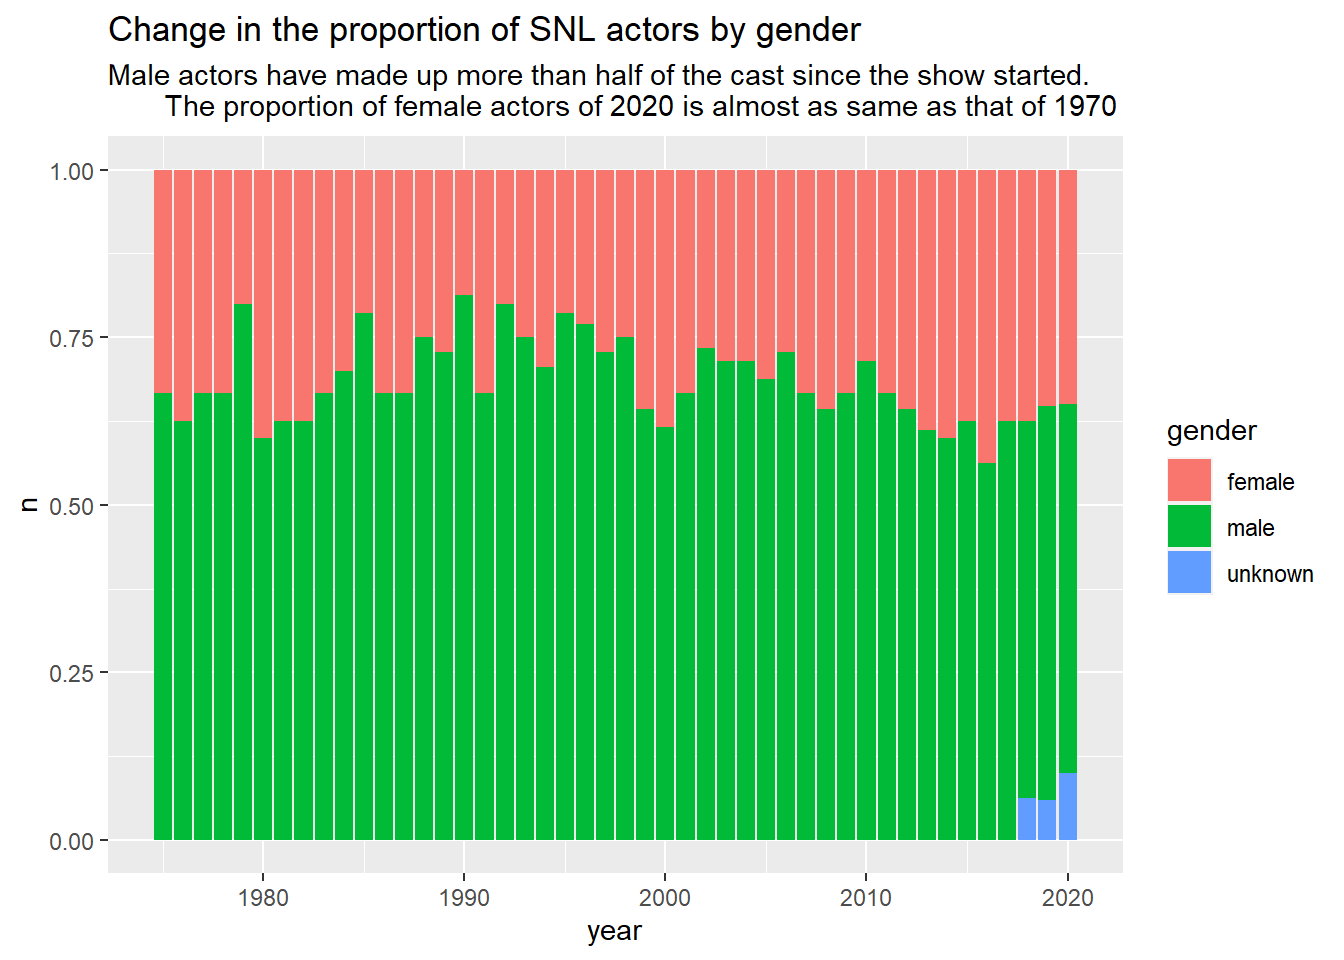 Change in the proportion of SNL actors by gender
Male actors have made up more than half of the cast since the show started.
The proportion of female actors of 2020 is almost as same as that of 1970
1.00
0.75
0.50
0.25
0.00
n
1980
1990
2000
2010
2020
year
gender
female
male
unknown